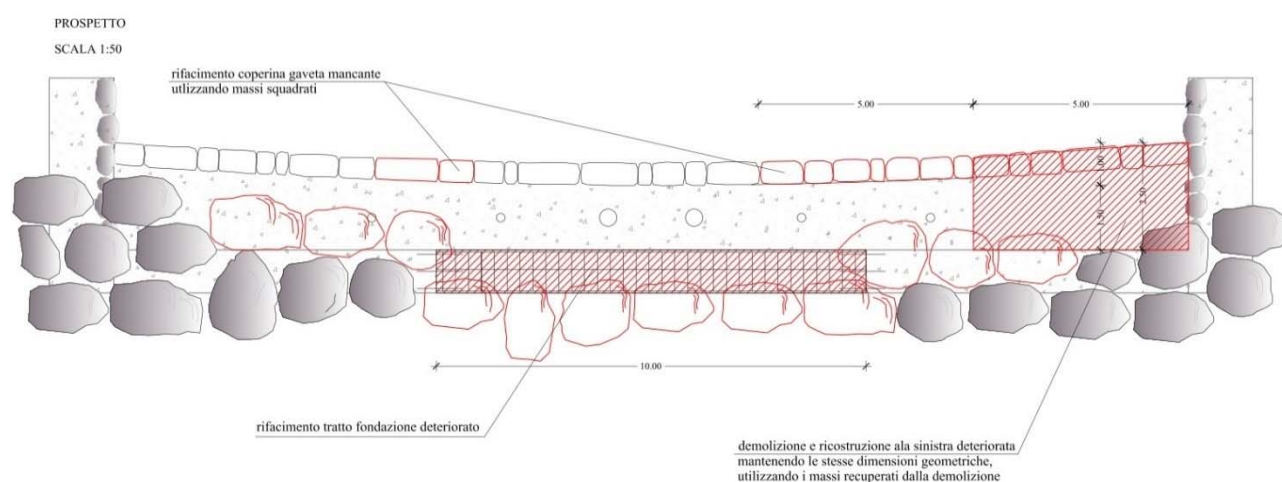 PROSPETTO
SCALA 1:50
rifacimento coperina gaveta mancante
utlizzando massi squadrati
5.00
5.00
1.00
2.50
1.50
10.00
rifacimento tratto fondazione deteriorato
demolizione e ricostruzione ala sinistra deteriorata
mantenendo le stesse dimensioni geometriche,
utilizzando i massi recuperati dalla demolizione